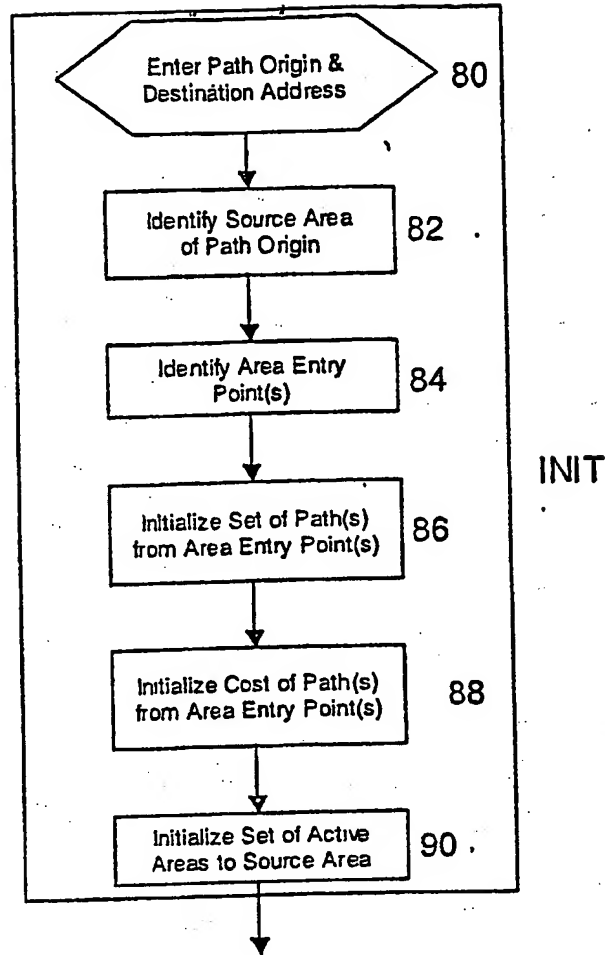 Enter Path Origin &
Destination Address
80
Identify Source Area
of Path Origin
82
Identify Area Entry
Point(s)
84
INIT
Initialize Set of Path(s)
from Area Entry Point(s)
86
Initialize Cost of Path(s)
from Area Entry Point(s)
88
Initialize Set of Active
Areas to Source Area
90